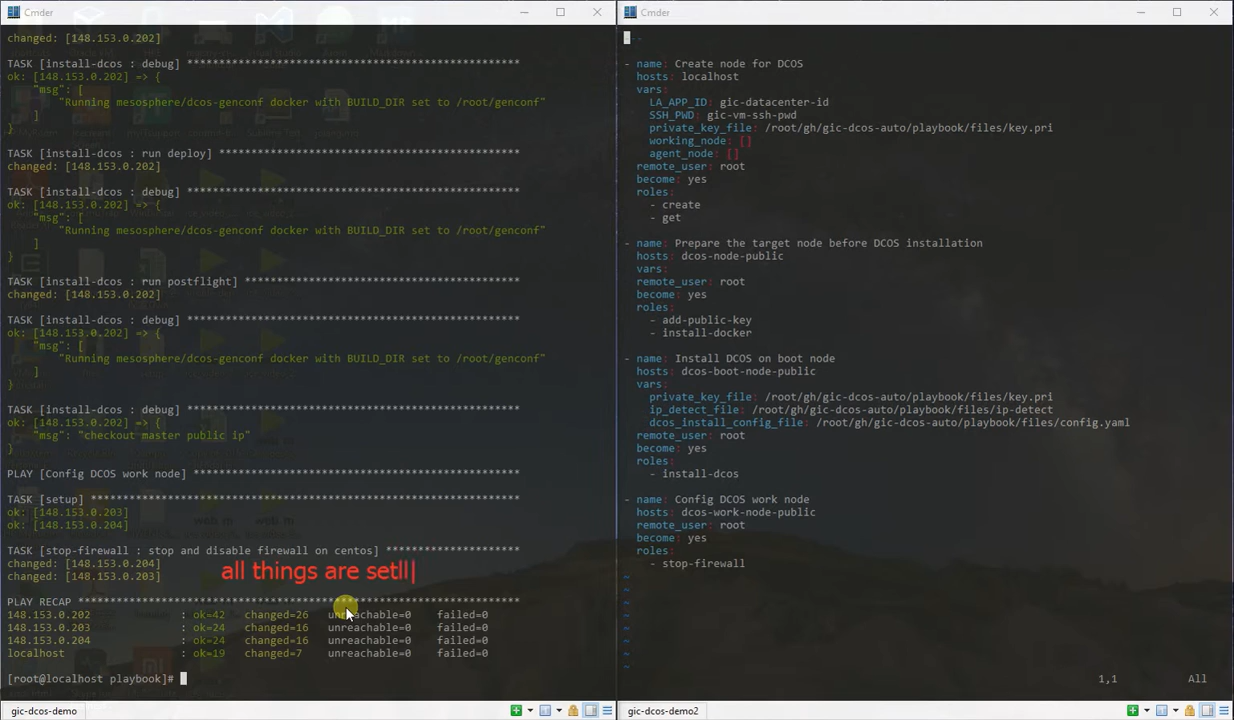 Cmder
changed: [148.153.0.202]
TASK [install-dcos : debug] ****************************************************
ok: [148.153.0.202] => {
"msg": [
"Running mesosphere/dcos-genconf docker with BUILD_DIR set to /root/genconf"
]
}
TASK [install-dcos : run deploy] ***********************************************
changed: [148.153.0.202]
TASK [install-dcos : debug] ****************************************************
ok: [148.153.0.202] => {
"msg": [
"Running mesosphere/dcos-genconf docker with BUILD_DIR set to /root/genconf"
]
}
TASK [install-dcos : run postflight] *******************************************
changed: [148.153.0.202]
TASK [install-dcos : debug] ****************************************************
ok: [148.153.0.202] => {
"msg": [
"Running mesosphere/dcos-genconf docker with BUILD_DIR set to /root/genconf"
]
}
TASK [install-dcos : debug] ****************************************************
ok: [148.153.0.202] => {
"msg": "checkout master public ip"
}
PLAY [Config DCOS work node] ***************************************************
TASK [setup] *******************************************************************
ok: [148.153.0.203]
ok: [148.153.0.204]
TASK [stop-firewall : stop and disable firewall on centos] *********************
changed: [148.153.0.204]
changed: [148.153.0.203]
all things are setll
PLAY RECAP *********************************************************************
148.153.0.202 : ok=42 changed=26 unreachable=0 failed=0
148.153.0.203 : ok=24 changed=16 unreachable=0 failed=0
148.153.0.204 : ok=24 changed=16 unreachable=0 failed=0
localhost : ok=19 changed=7 unreachable=0 failed=0
[root@localhost playbook]#
gic-dcos-demo
Cmder
---
- name: Create node for DCOS
hosts: localhost
vars:
LA_APP_ID: gic-datacenter-id
SSH_PWD: gic-vm-ssh-pwd
private_key_file: /root/gh/gic-dcos-auto/playbook/files/key.pri
working_node: []
agent_node: []
remote_user: root
become: yes
roles:
- create
- get
- name: Prepare the target node before DCOS installation
hosts: dcos-node-public
vars:
remote_user: root
become: yes
roles:
- add-public-key
- install-docker
- name: Install DCOS on boot node
hosts: dcos-boot-node-public
vars:
private_key_file: /root/gh/gic-dcos-auto/playbook/files/key.pri
ip_detect_file: /root/gh/gic-dcos-auto/playbook/files/ip-detect
dcos_install_config_file: /root/gh/gic-dcos-auto/playbook/files/config.yaml
remote_user: root
become: yes
roles:
- install-dcos
- name: Config DCOS work node
hosts: dcos-work-node-public
remote_user: root
become: yes
roles:
- stop-firewall
~
~
~
~
~
~
~
~
1,1 All
gic-dcos-demo2